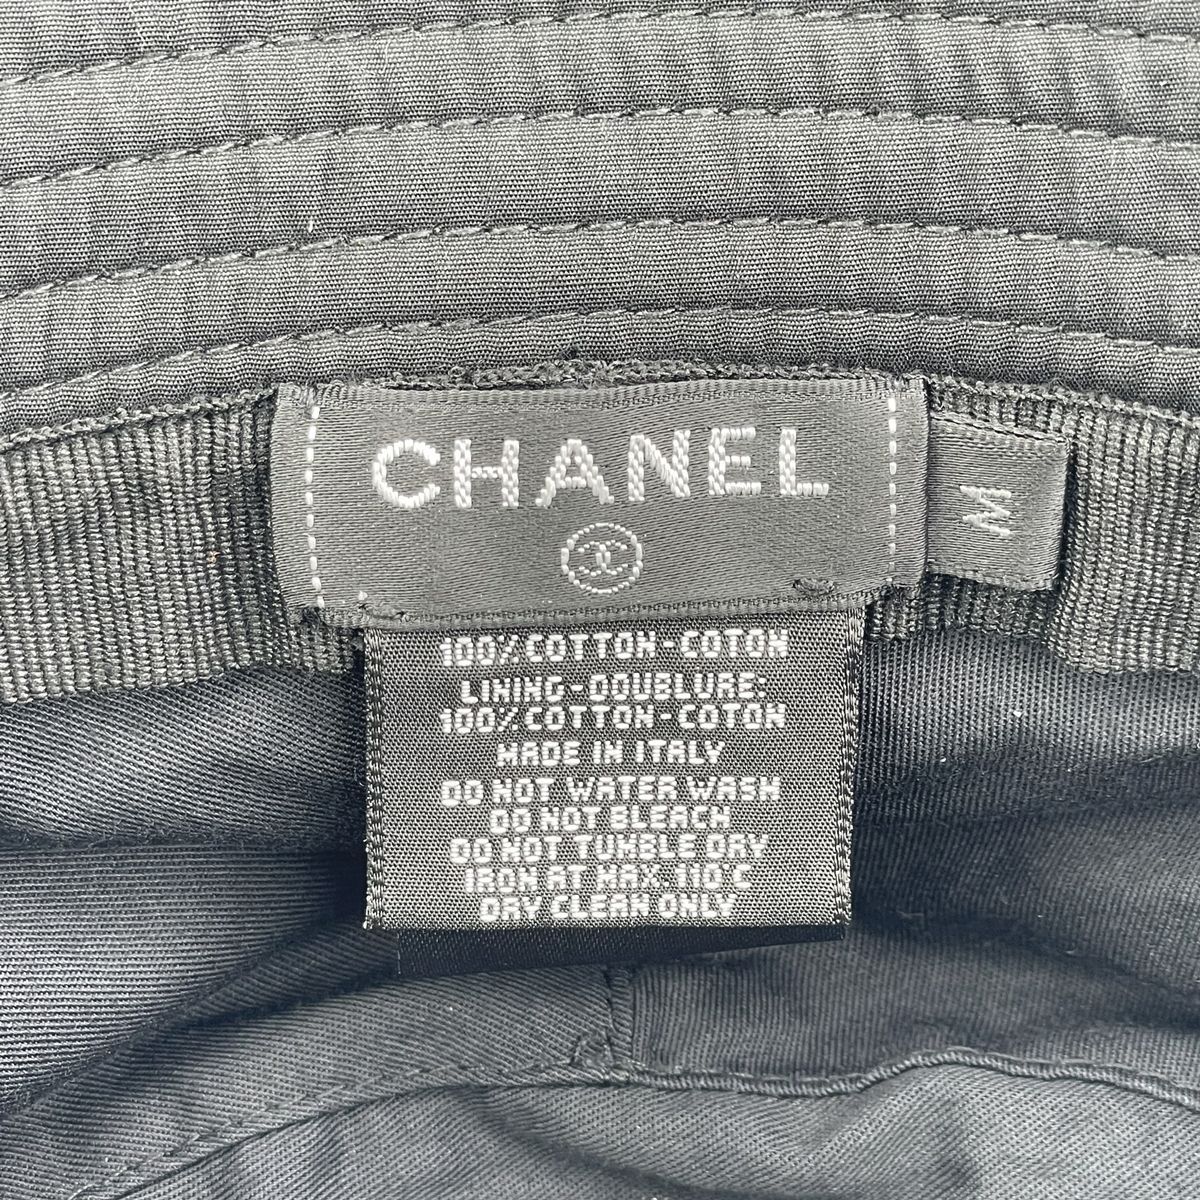 CHANEL
M
100% COTTON-COTON
LINING-DOUBLURE:
100% COTTON-COTON
MADE IN ITALY
DO NOT WATER WASH
DO NOT BLEACH
DO NOT TUMBLE DRY
IRON AT MAX. 110°C
DRY CLEAN ONLY